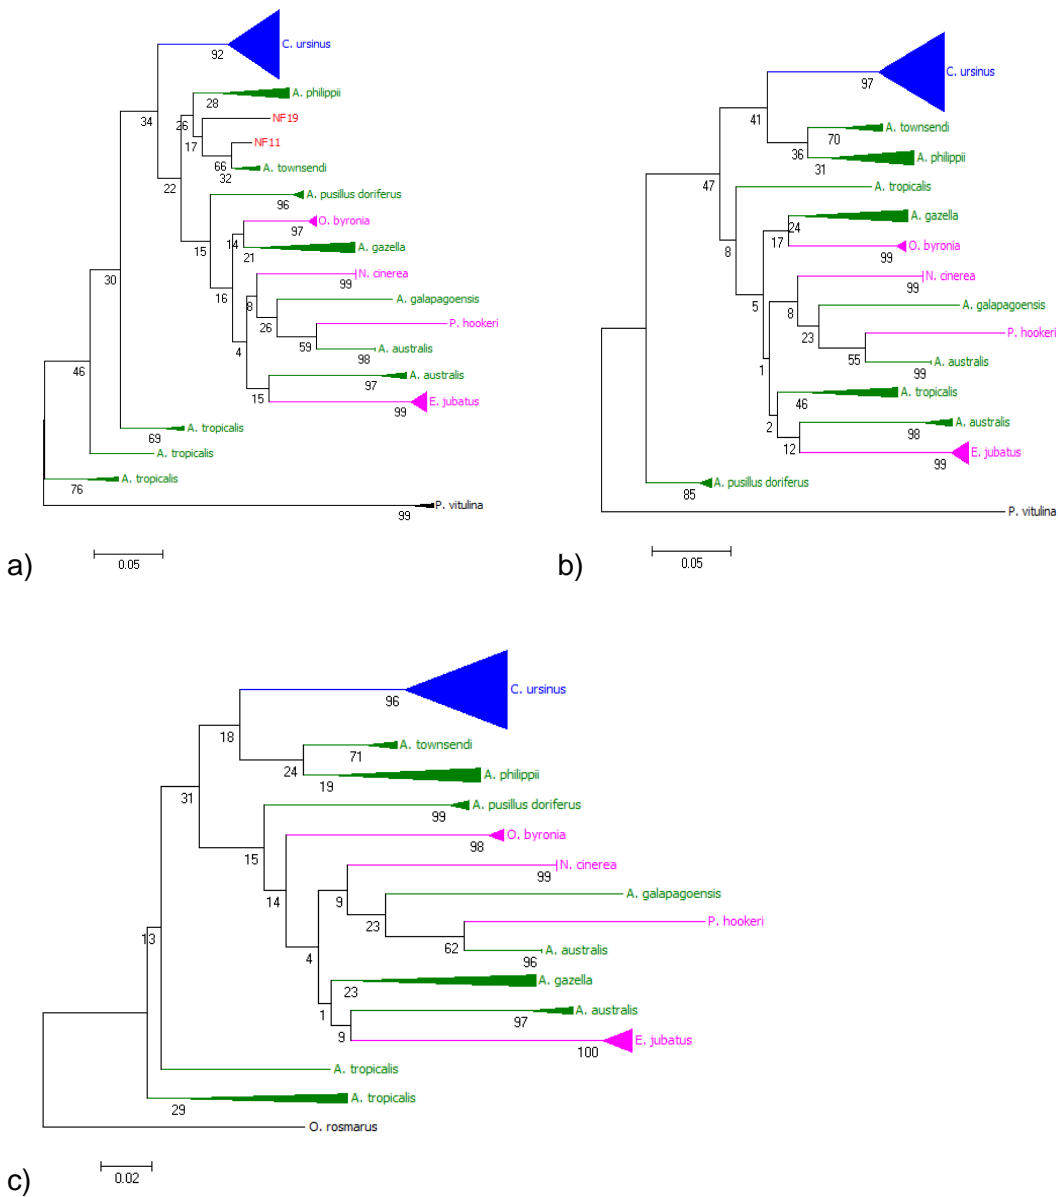 C. ursinus
92
A. philippii
28
34
26
NF19
17
NF11
66
A. townsendi
32
22
A. pusillus doriferus
96
O. byronia
97
14
15
A. gazella
21
N. cinerea
99
30
16
8
A. galapagoensis
26
P. hookeri
59
A. australis
98
4
46
A. australis
97
15
E. jubatus
99
A. tropicalis
69
A. tropicalis
A. tropicalis
76
P. vitulina
99
0.05
a)
C. ursinus
97
41
A. townsendi
70
36
A. philippii
31
47
A. tropicalis
A. gazella
24
17
O. byronia
99
8
N. cinerea
99
5
8
A. galapagoensis
23
P. hookeri
55
A. australis
99
1
A. tropicalis
46
2
A. australis
98
12
E. jubatus
99
A. pusillus doriferus
85
P. vitulina
0.05
b)
C. ursinus
96
18
A. townsendi
71
24
A. philippii
19
31
A. pusillus doriferus
99
O. byronia
98
15
N. cinerea
99
14
9
A. galapagoensis
23
P. hookeri
62
A. australis
96
13
4
A. gazella
23
1
A. australis
97
9
E. jubatus
100
A. tropicalis
A. tropicalis
29
O. rosmarus
0.02
c)